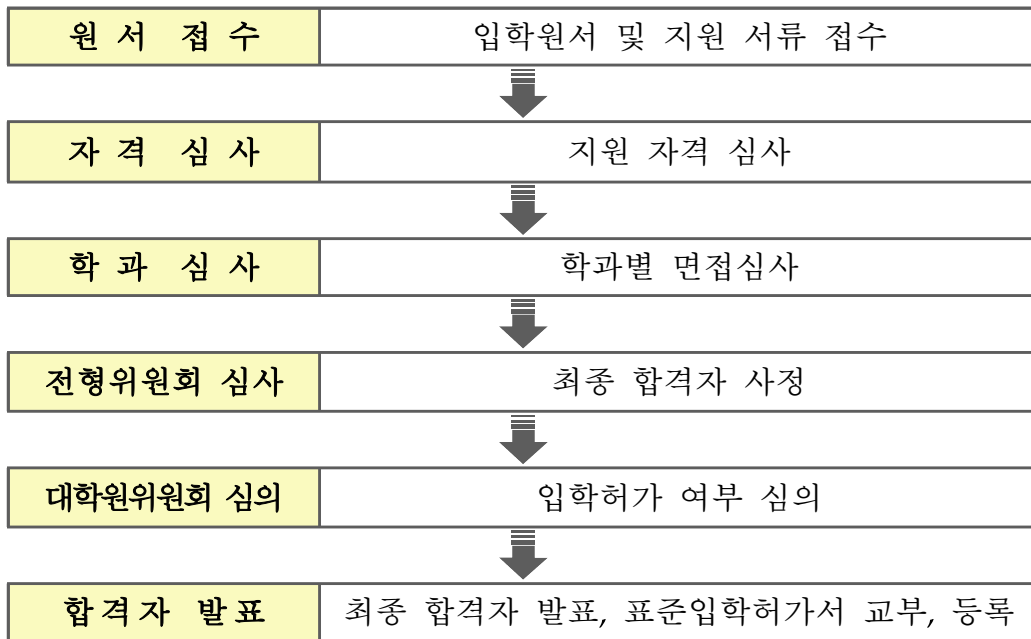 원 서 접 수 입학원서 및 지원 서류 접수
자 격 심 사 지원 자격 심사
학 과 심 사 학과별 면접심사
전형위원회 심사 최종 합격자 사정
대학원위원회 심의 입학허가 여부 심의
합격자 발표 최종 합격자 발표, 표준입학허가서 교부, 등록